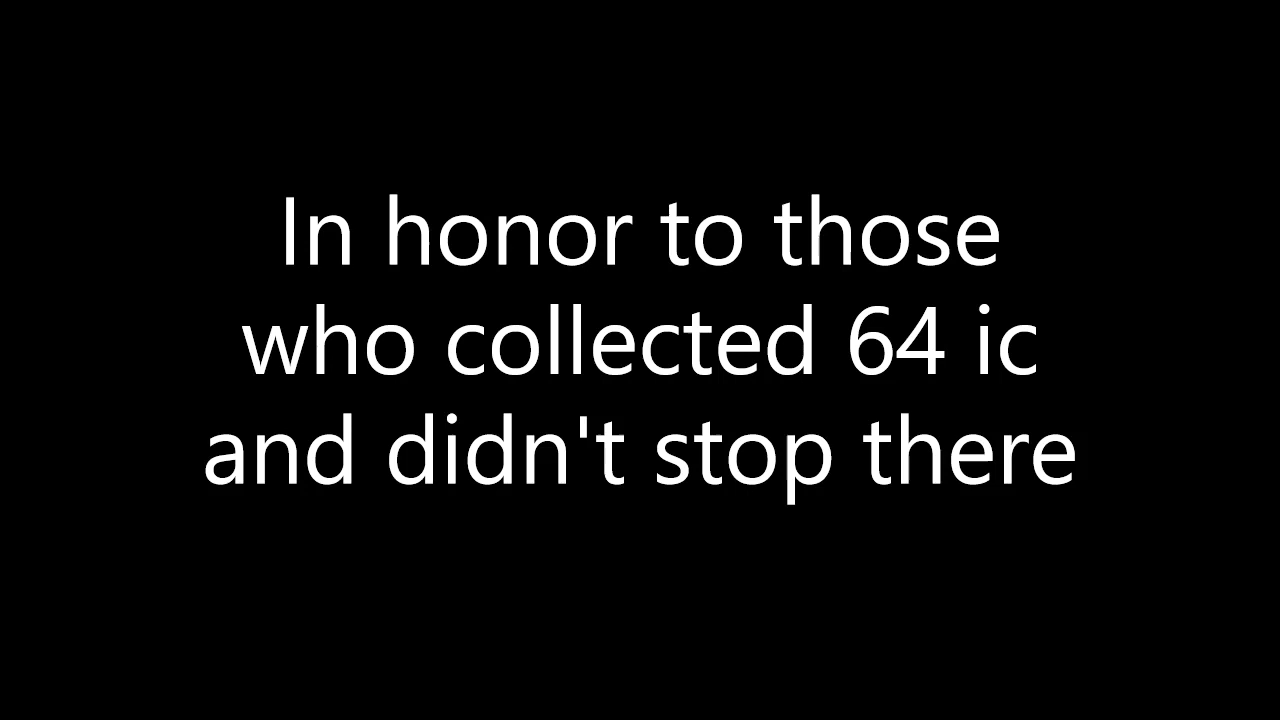 In honor to those
who collected 64 ic
and didn't stop there